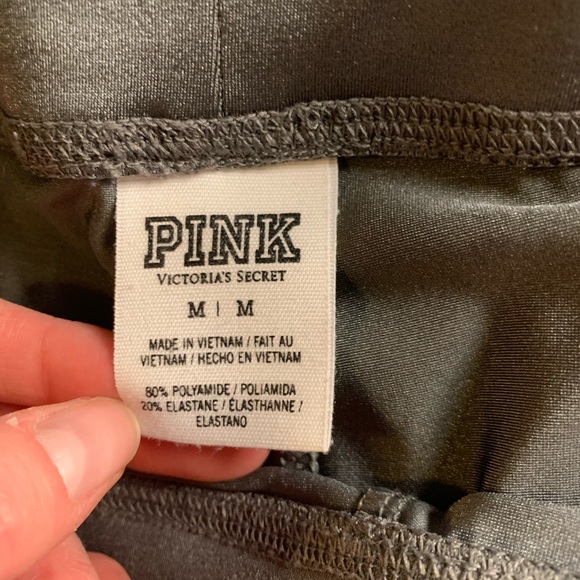 PINK
VICTORIA'S SECRET
M | M
MADE IN VIETNAM / FAIT AU
VIETNAM / HECHO EN VIETNAM
80% POLYAMIDE / POLIAMIDA
20% ELASTANE / ÉLASTHANNE /
ELASTANO